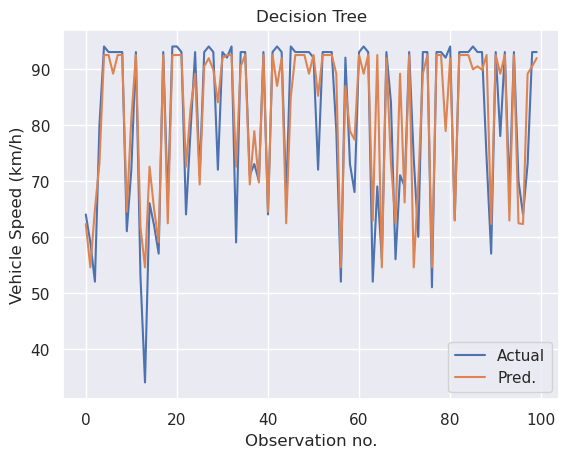 Decision Tree
Vehicle Speed (km/h)
90
80
70
60
50
40
0
20
40
60
80
100
Observation no.
Actual
Pred.